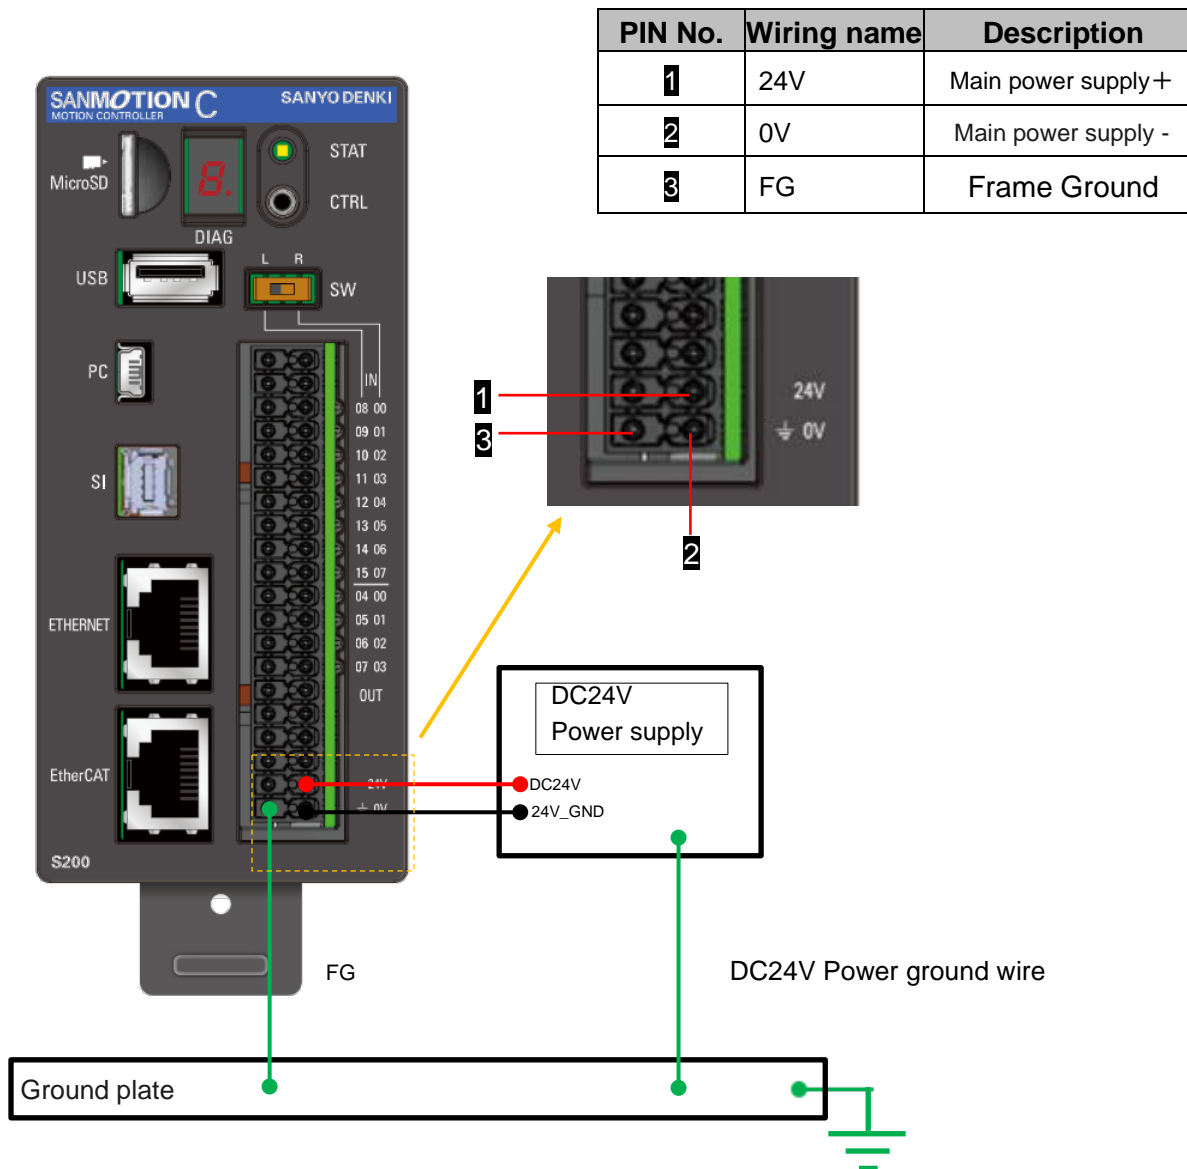 PIN No. Wiring name Description
1 24V Main power supply＋
2 0V Main power supply -
3 FG Frame Ground
SANMOTION C SANYO DENKI
MOTION CONTROLLER
MicroSD
8.
STAT
CTRL
DIAG
USB
L R
SW
PC
IN
08 00
09 01
10 02
11 03
12 04
13 05
14 06
15 07
04 00
05 01
06 02
07 03
OUT
SI
ETHERNET
EtherCAT
24V
0V
S200
1
3
2
24V
0V
DC24V
Power supply
DC24V
24V_GND
FG
DC24V Power ground wire
Ground plate